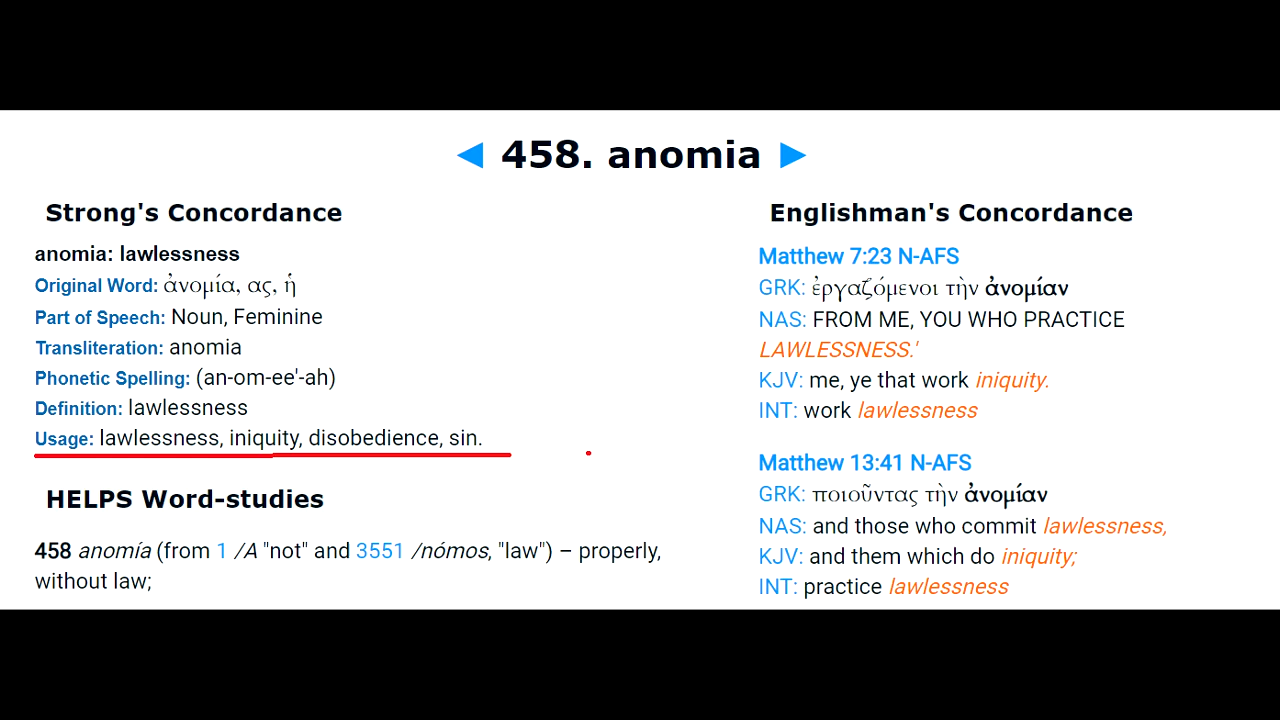 ◄ 458. anomia ►
Strong's Concordance
anomia: lawlessness
Original Word: ἀνομία, ας, ἡ
Part of Speech: Noun, Feminine
Transliteration: anomia
Phonetic Spelling: (an-om-ee'-ah)
Definition: lawlessness
Usage: lawlessness, iniquity, disobedience, sin.
HELPS Word-studies
458 anomía (from 1 /A "not" and 3551 /nómos, "law") – properly,
without law;
Englishman's Concordance
Matthew 7:23 N-AFS
GRK: ἐργαζόμενοι τὴν ἀνομίαν
NAS: FROM ME, YOU WHO PRACTICE
LAWLESSNESS.'
KJV: me, ye that work iniquity.
INT: work lawlessness
Matthew 13:41 N-AFS
GRK: ποιοῦντας τὴν ἀνομίαν
NAS: and those who commit lawlessness,
KJV: and them which do iniquity;
INT: practice lawlessness